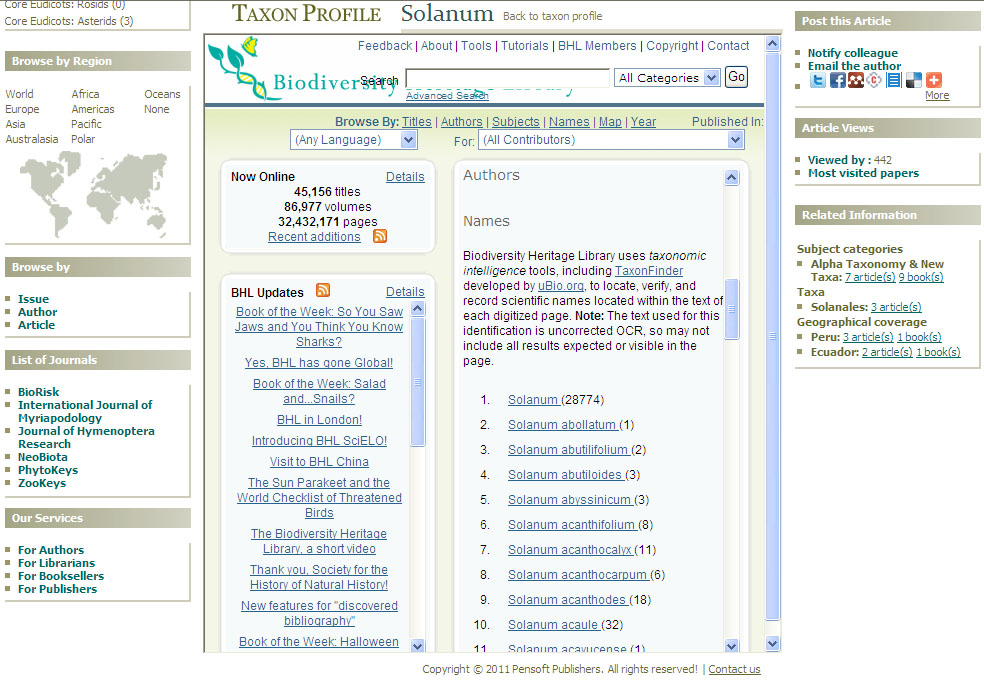 Core Eudicots: Rosids (0)
Core Eudicots: Asterids (3)
Browse by Region
World Africa Oceans
Europe Americas None
Asia Pacific
Australasia Polar
Browse by
Issue
Author
Article
List of Journals
BioRisk
International Journal of
Myriapodology
Journal of Hymenoptera
Research
NeoBiota
PhytoKeys
ZooKeys
Our Services
For Authors
For Librarians
For Booksellers
For Publishers
TAXON PROFILE Solanum Back to taxon profile
Feedback | About | Tools | Tutorials | BHL Members | Copyright | Contact
Biodiversity Heritage Library
Search All Categories Go
Advanced Search
Browse By: Titles | Authors | Subjects | Names | Map | Year Published In:
(Any Language) For: (All Contributors)
Now Online Details
45,156 titles
86,977 volumes
32,432,171 pages
Recent additions
BHL Updates Details
Book of the Week: So You Saw
Jaws and You Think You Know
Sharks?
Yes, BHL has gone Global!
Book of the Week: Salad
and...Snails?
BHL in London!
Introducing BHL SciELO!
Visit to BHL China
The Sun Parakeet and the
World Checklist of Threatened
Birds
The Biodiversity Heritage
Library, a short video
Thank you, Society for the
History of Natural History!
New features for "discovered
bibliography"
Book of the Week: Halloween
Authors
Names
Biodiversity Heritage Library uses taxonomic
intelligence tools, including TaxonFinder
developed by uBio.org, to locate, verify, and
record scientific names located within the text of
each digitized page. Note: The text used for this
identification is uncorrected OCR, so may not
include all results expected or visible in the
page.
1. Solanum (28774)
2. Solanum abollatum (1)
3. Solanum abutilifolium (2)
4. Solanum abutiloides (3)
5. Solanum abyssinicum (3)
6. Solanum acanthifolium (8)
7. Solanum acanthocalyx (11)
8. Solanum acanthocarpum (6)
9. Solanum acanthodes (18)
10. Solanum acaule (32)
11. Solanum acayucense (1)
Post this Article
Notify colleague
Email the author
More
Article Views
Viewed by : 442
Most visited papers
Related Information
Subject categories
Alpha Taxonomy & New
Taxa: 7 article(s) 9 book(s)
Taxa
Solanales: 3 article(s)
Geographical coverage
Peru: 3 article(s) 1 book(s)
Ecuador: 2 article(s) 1 book(s)
Copyright © 2011 Pensoft Publishers. All rights reserved! | Contact us